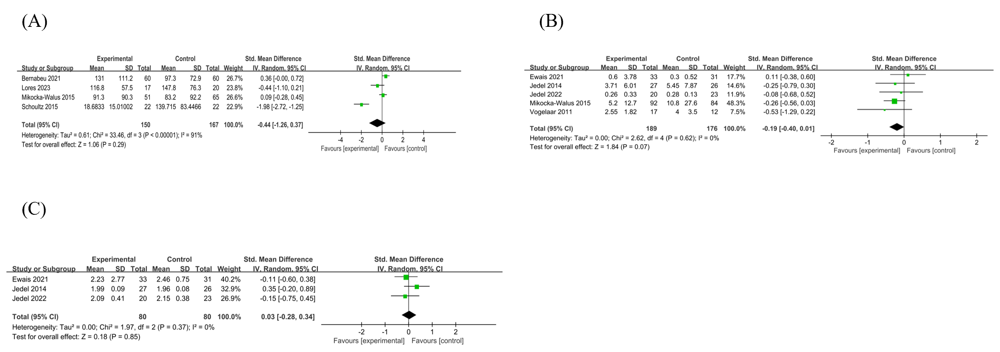 (A)
Experimental Control Std. Mean Difference Std. Mean Difference
Study or Subgroup Mean SD Total Mean SD Total Weight IV, Random, 95% CI IV, Random, 95% CI
Bernabeu 2021 131 111.2 60 97.3 72.9 60 26.7% 0.36 [-0.00, 0.72]
Lores 2023 116.8 57.5 17 147.8 76.3 20 23.8% -0.44 [-1.10, 0.21]
Mikocka-Walus 2015 91.3 90.3 51 83.2 92.2 65 26.6% 0.09 [-0.28, 0.45]
Schoultz 2015 18.6833 15.01002 22 139.715 83.4466 22 22.9% -1.98 [-2.72, -1.25]
Total (95% CI) 150 167 100.0% -0.44 [-1.26, 0.37]
Heterogeneity: Tau² = 0.61; Chi² = 33.46, df = 3 (P < 0.00001); I² = 91%
Test for overall effect: Z = 1.06 (P = 0.29)
-4 -2 0 2 4
Favours [experimental] Favours [control]
(B)
Experimental Control Std. Mean Difference Std. Mean Difference
Study or Subgroup Mean SD Total Mean SD Total Weight IV, Random, 95% CI IV, Random, 95% CI
Ewais 2021 0.6 3.78 33 0.3 0.52 31 17.7% 0.11 [-0.38, 0.60]
Jedel 2014 3.71 6.01 27 5.45 7.87 26 14.6% -0.25 [-0.79, 0.30]
Jedel 2022 0.26 0.33 20 0.28 0.13 23 11.9% -0.08 [-0.68, 0.52]
Mikocka-Walus 2015 5.2 12.7 92 10.8 27.6 84 48.3% -0.26 [-0.56, 0.03]
Vogelaar 2011 2.55 1.82 17 4 3.5 12 7.5% -0.53 [-1.29, 0.22]
Total (95% CI) 189 176 100.0% -0.19 [-0.40, 0.01]
Heterogeneity: Tau² = 0.00; Chi² = 2.62, df = 4 (P = 0.62); I² = 0%
Test for overall effect: Z = 1.84 (P = 0.07)
-2 -1 0 1 2
Favours [experimental] Favours [control]
(C)
Experimental Control Std. Mean Difference Std. Mean Difference
Study or Subgroup Mean SD Total Mean SD Total Weight IV, Random, 95% CI IV, Random, 95% CI
Ewais 2021 2.23 2.77 33 2.46 0.75 31 40.2% -0.11 [-0.60, 0.38]
Jedel 2014 1.99 0.09 27 1.96 0.08 26 32.9% 0.35 [-0.20, 0.89]
Jedel 2022 2.09 0.41 20 2.15 0.38 23 26.9% -0.15 [-0.75, 0.45]
Total (95% CI) 80 80 100.0% 0.03 [-0.28, 0.34]
Heterogeneity: Tau² = 0.00; Chi² = 1.97, df = 2 (P = 0.37); I² = 0%
Test for overall effect: Z = 0.18 (P = 0.85)
-2 -1 0 1 2
Favours [experimental] Favours [control]